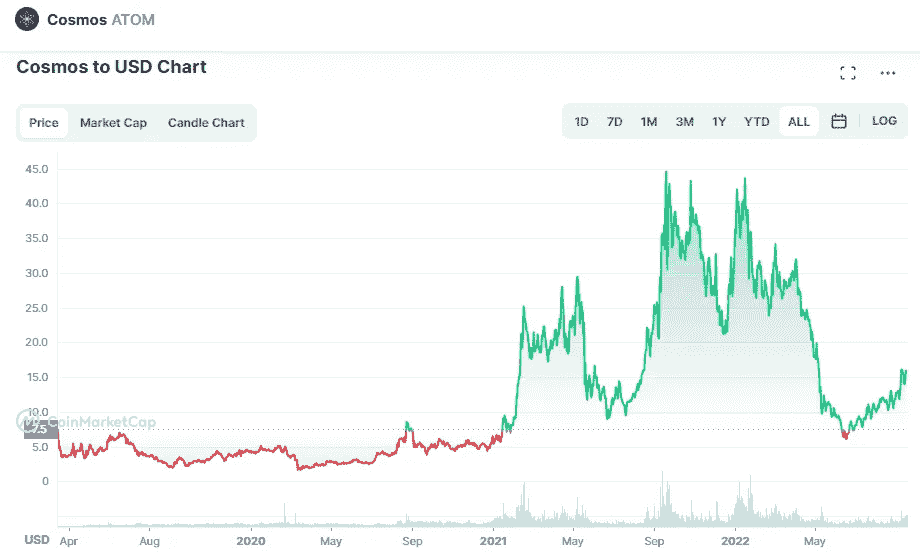 Cosmos ATOM
Cosmos to USD Chart
Price Market Cap Candle Chart
1D 7D 1M 3M 1Y YTD ALL LOG
45.0
40.0
35.0
30.0
25.0
20.0
15.0
10.0
CoinMarketCap
5.0
0
USD Apr Aug 2020 May Sep 2021 May Sep 2022 May